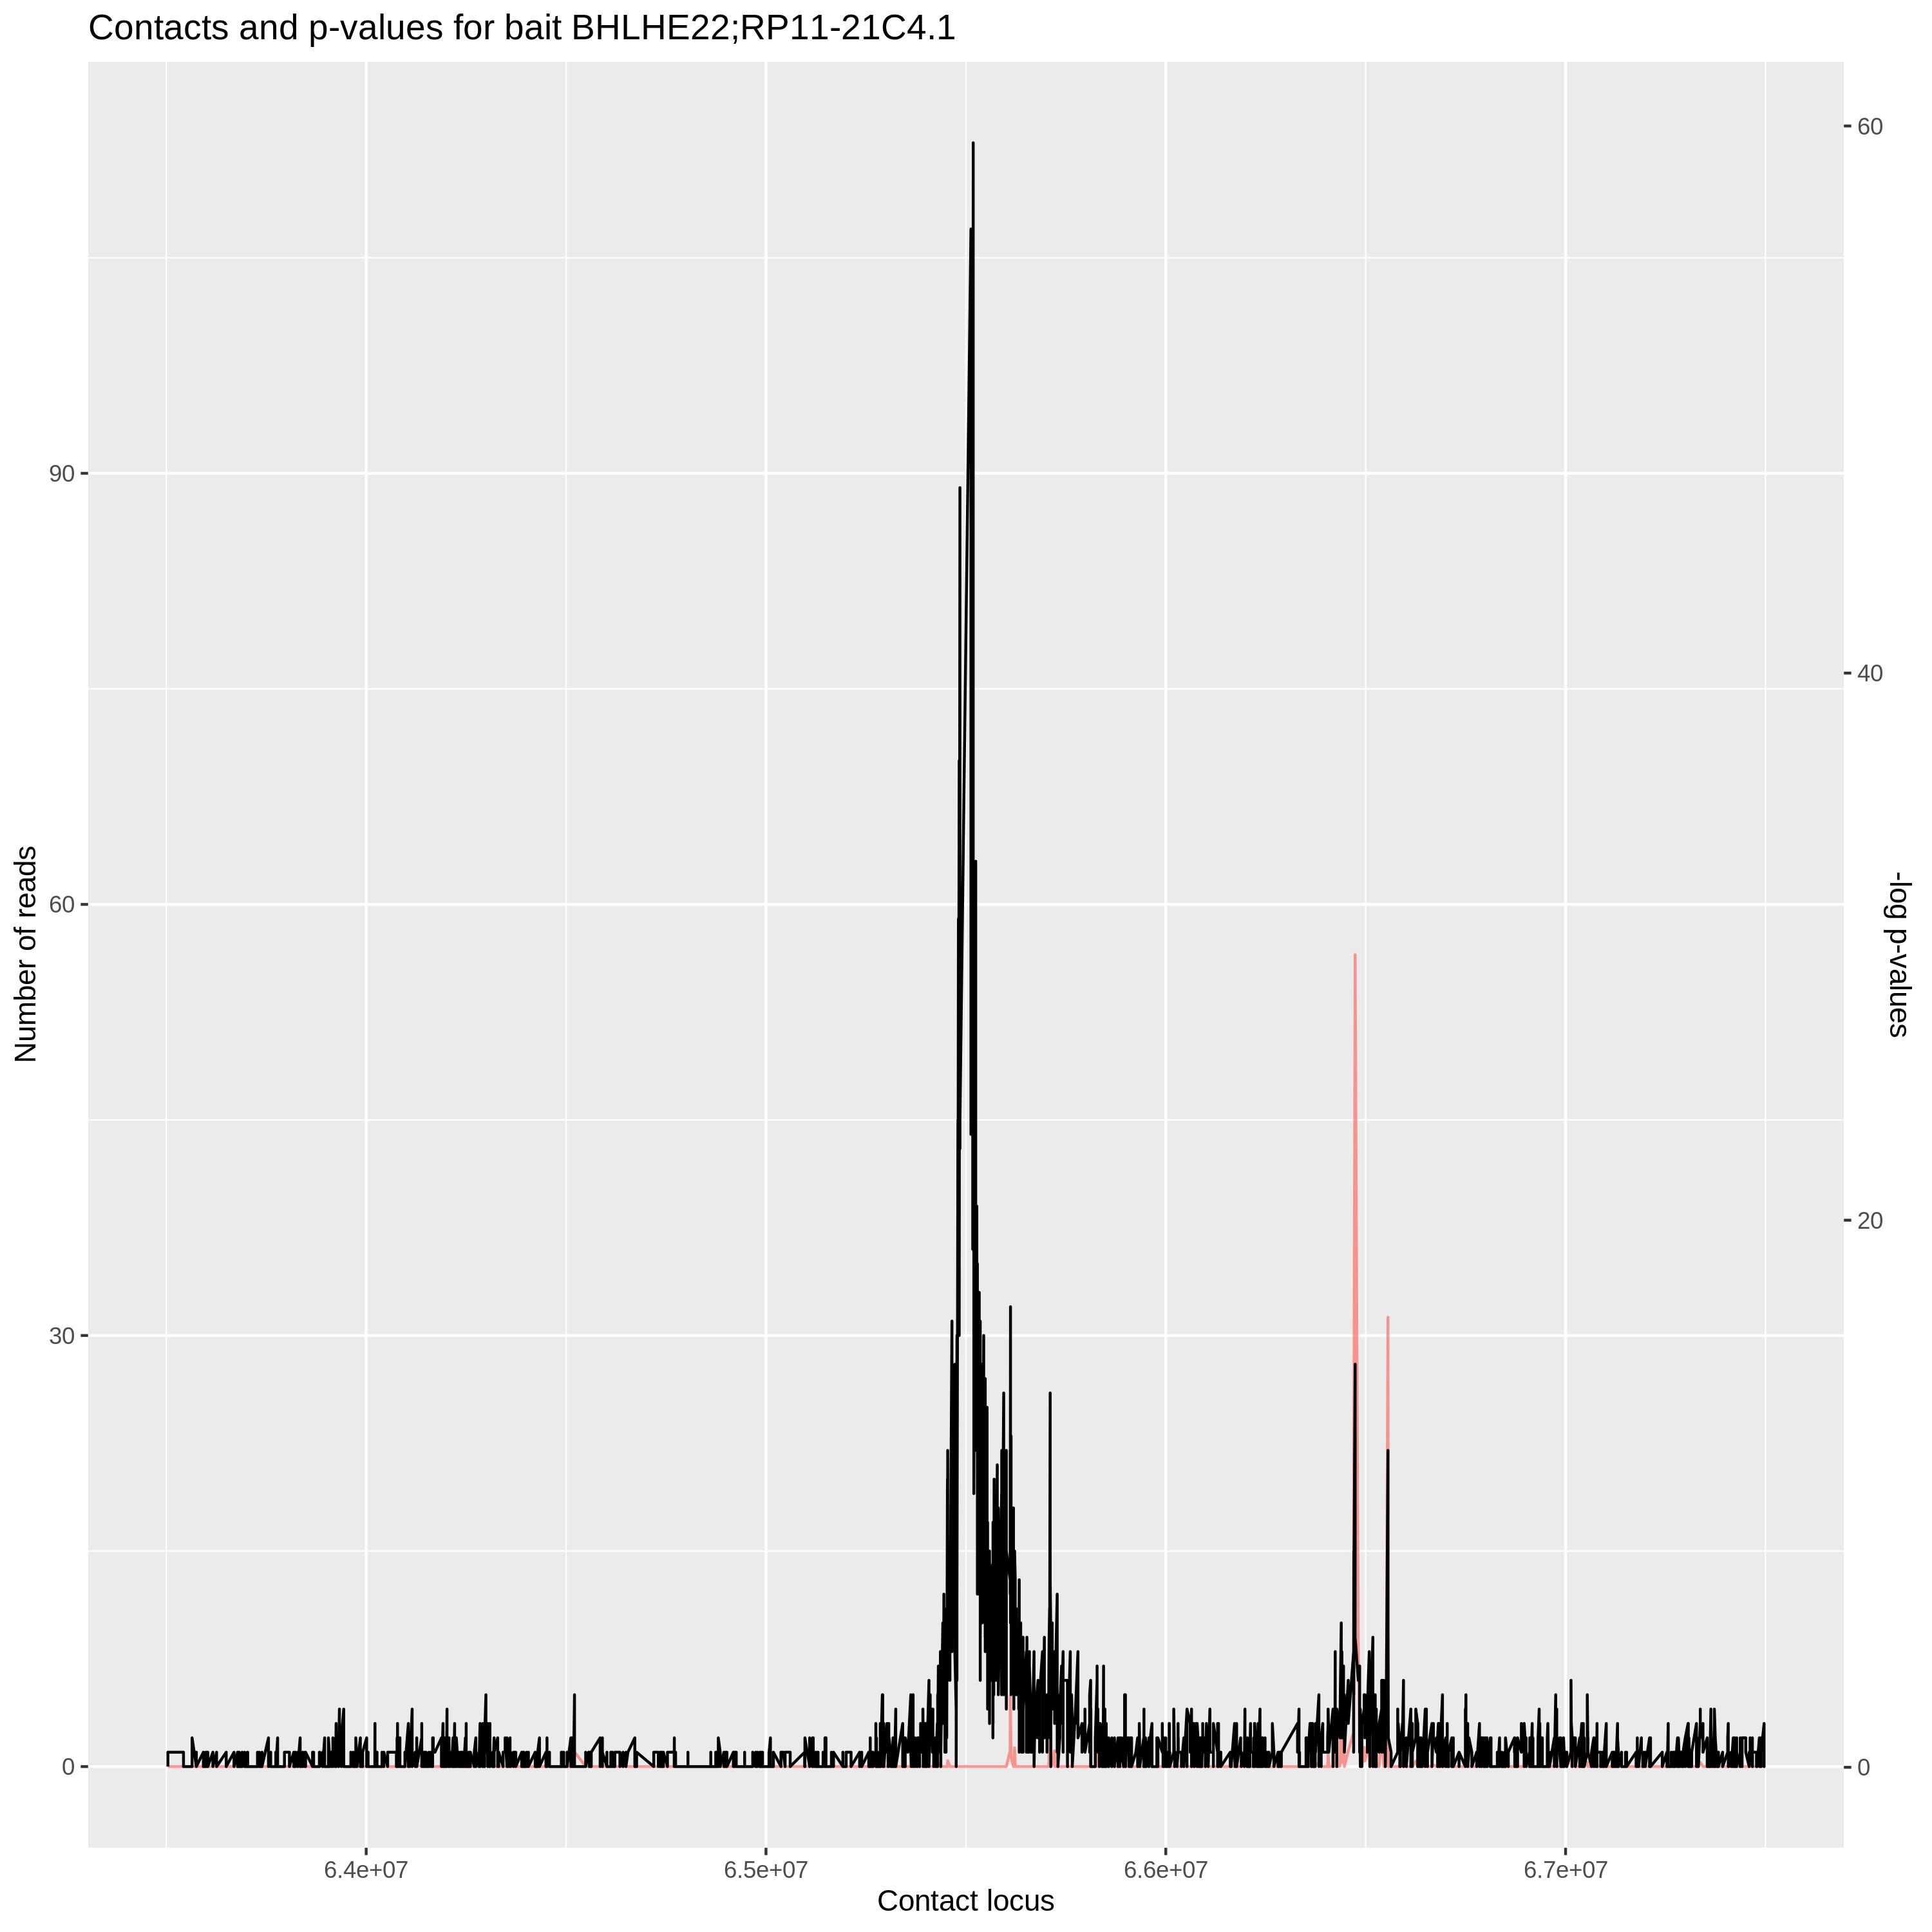 Contacts and p-values for bait BHLHE22;RP11-21C4.1
60
90
40
60
20
30
0
0
Number of reads
-log p-values
6.4e+07
6.5e+07
6.6e+07
6.7e+07
Contact locus